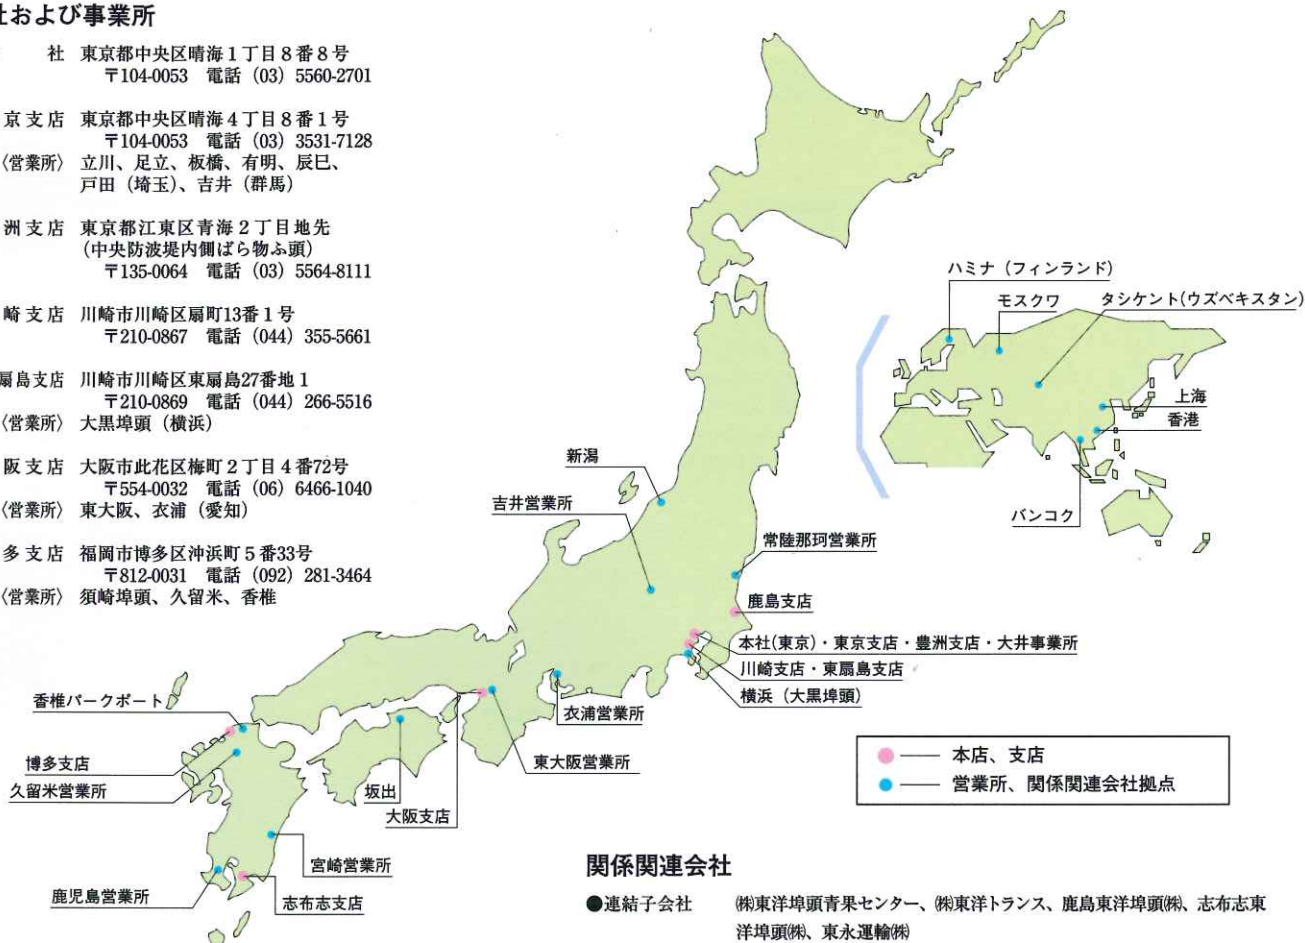 社および事業所
社 東京都中央区晴海1丁目8番8号
〒104-0053 電話 (03) 5560-2701
京支店 東京都中央区晴海4丁目8番1号
〒104-0053 電話 (03) 3531-7128
〈営業所〉 立川、足立、板橋、有明、辰巳、
戸田(埼玉)、吉井(群馬)
洲支店 東京都江東区青海2丁目地先
(中央防波堤内側ばら物ふ頭)
〒135-0064 電話 (03) 5564-8111
崎支店 川崎市川崎区扇町13番1号
〒210-0867 電話 (044) 355-5661
扇島支店 川崎市川崎区東扇島27番地1
〒210-0869 電話 (044) 266-5516
〈営業所〉 大黒埠頭(横浜)
阪支店 大阪市此花区梅町2丁目4番72号
〒554-0032 電話 (06) 6466-1040
〈営業所〉 東大阪、衣浦(愛知)
多支店 福岡市博多区沖浜町5番33号
〒812-0031 電話 (092) 281-3464
〈営業所〉 須崎埠頭、久留米、香椎
ハミナ(フィンランド)
モスクワ
タシケント(ウズベキスタン)
上海
香港
バンコク
新潟
吉井営業所
常陸那珂営業所
鹿島支店
本社(東京)・東京支店・豊洲支店・大井事業所
川崎支店・東扇島支店
横浜(大黒埠頭)
衣浦営業所
東大阪営業所
坂出
大阪支店
香椎パークポート
博多支店
久留米営業所
宮崎営業所
鹿児島営業所
志布志支店
本店、支店
営業所、関係関連会社拠点
関係関連会社
●連結子会社 ㈱東洋埠頭青果センター、㈱東洋トランス、鹿島東洋埠頭㈱、志布志東
洋埠頭㈱、東永運輸㈱